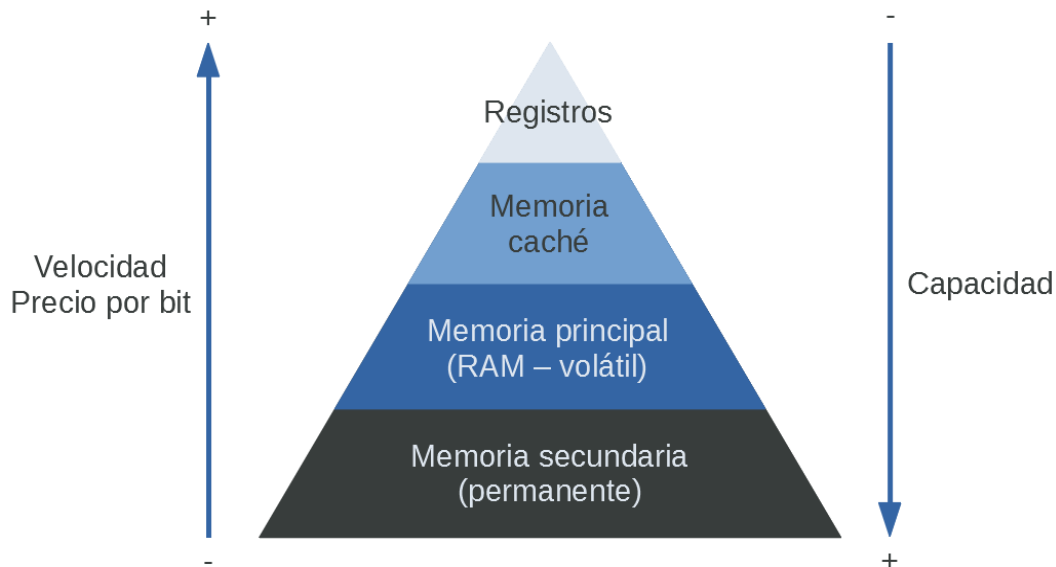 +
-
Registros
Memoria
caché
Velocidad
Precio por bit
Capacidad
Memoria principal
(RAM – volátil)
Memoria secundaria
(permanente)
-
+